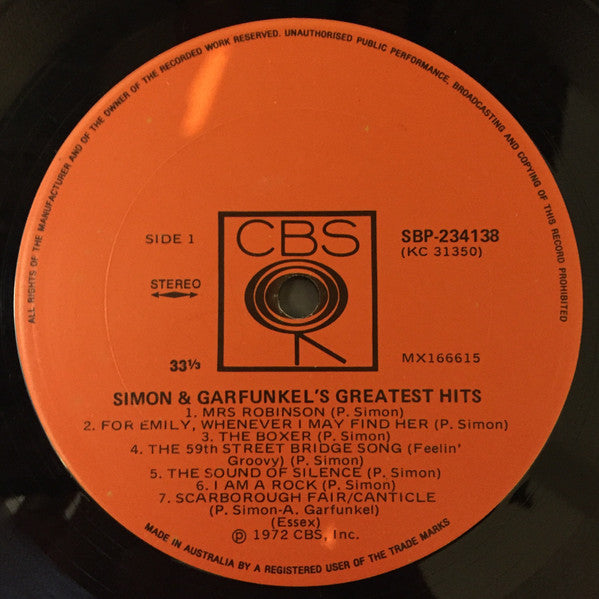 ALL RIGHTS OF THE MANUFACTURER AND OF THE OWNER OF THE RECORDED WORK RESERVED. UNAUTHORISED PUBLIC PERFORMANCE, BROADCASTING AND COPYING OF THIS RECORD PROHIBITED
CBS
SIDE 1
SBP-234138
(KC 31350)
STEREO
33⅓
MX166615
SIMON & GARFUNKEL'S GREATEST HITS
1. MRS ROBINSON (P. Simon)
2. FOR EMILY, WHENEVER I MAY FIND HER (P. Simon)
3. THE BOXER (P. Simon)
4. THE 59th STREET BRIDGE SONG (Feelin'
Groovy) (P. Simon)
5. THE SOUND OF SILENCE (P. Simon)
6. I AM A ROCK (P. Simon)
7. SCARBOROUGH FAIR/CANTICLE
(P. Simon-A. Garfunkel)
(Essex)
℗ 1972 CBS, Inc.
MADE IN AUSTRALIA BY A REGISTERED USER OF THE TRADE MARKS